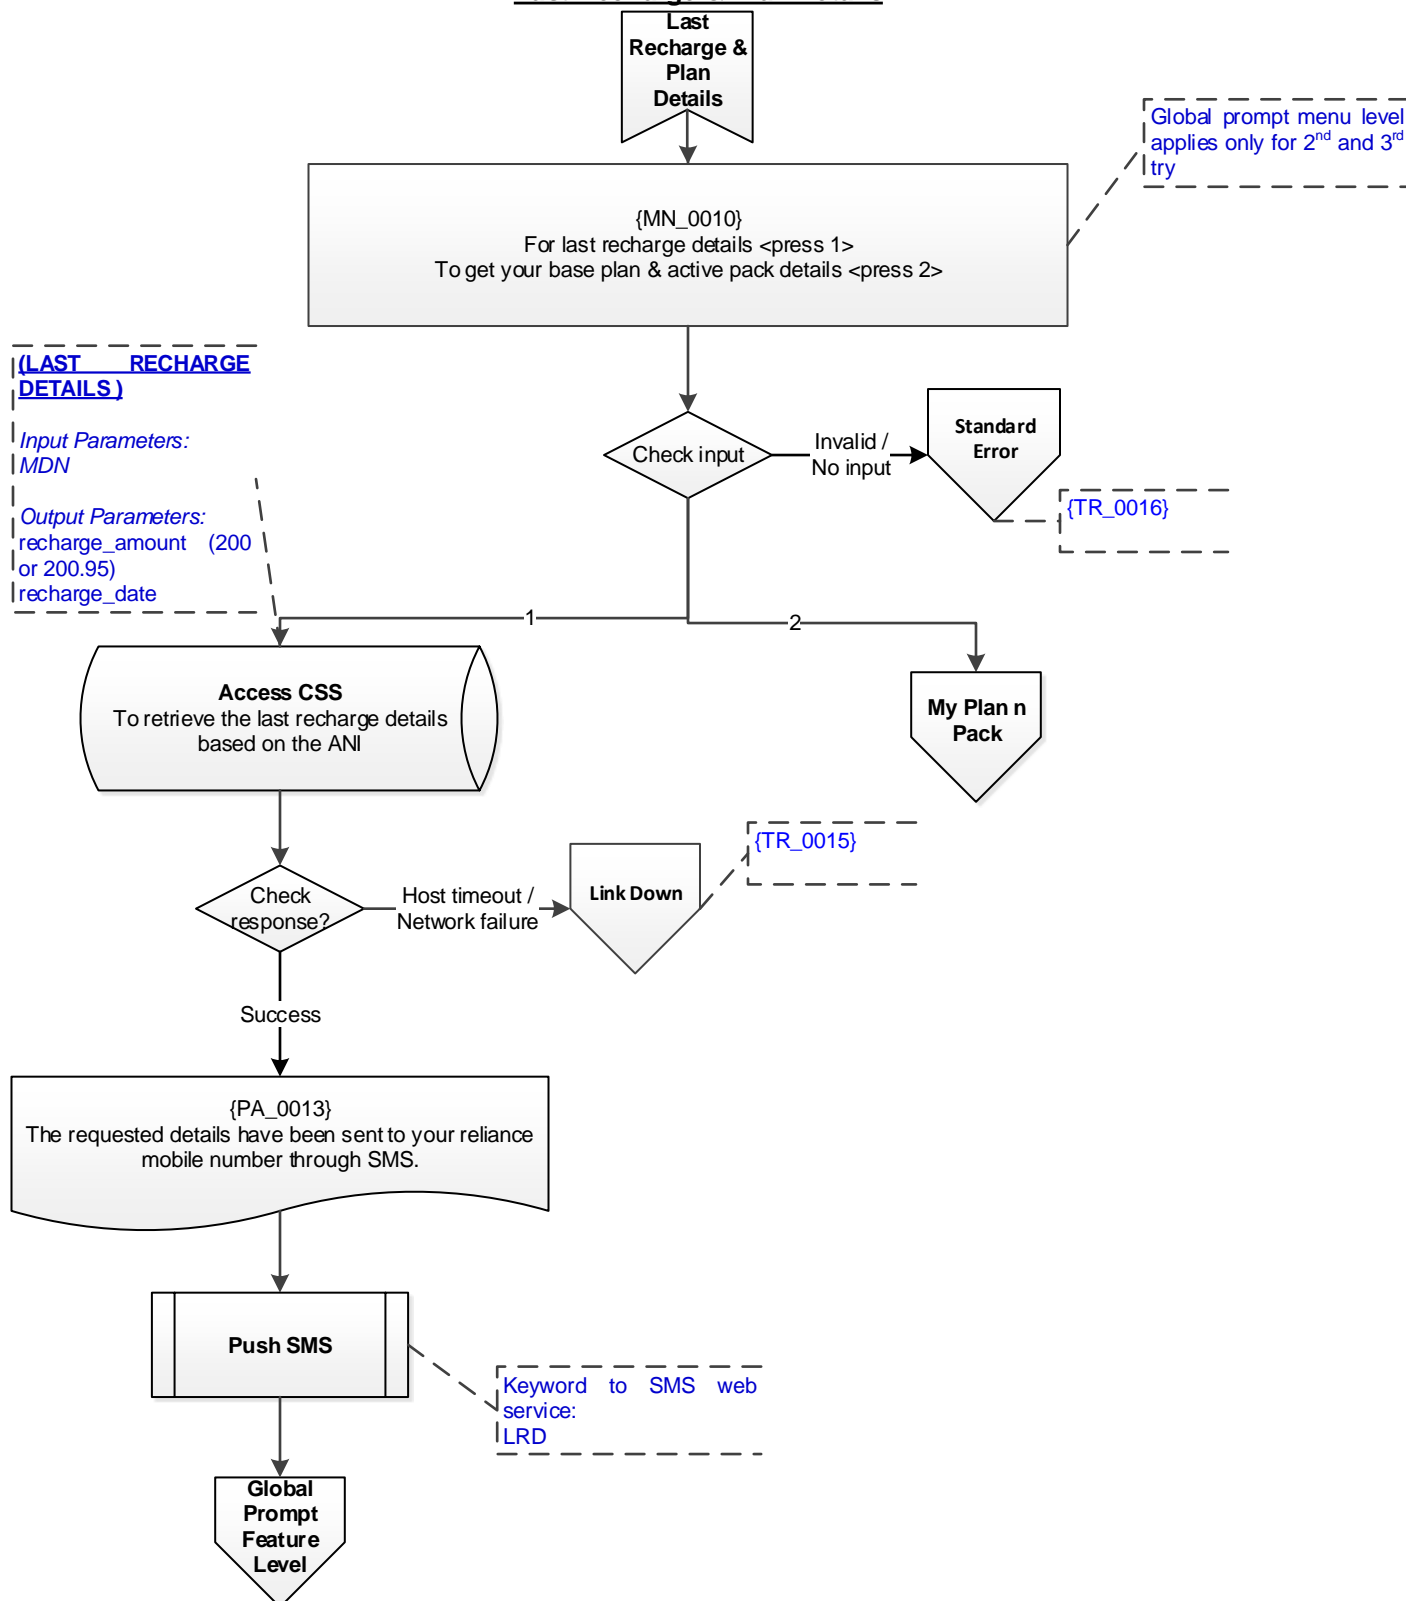 Last
Recharge &
Plan
Details
Global prompt menu level
applies only for 2nd and 3rd
try
{MN_0010}
For last recharge details <press 1>
To get your base plan & active pack details <press 2>
(LAST RECHARGE
DETAILS )
Input Parameters:
MDN
Output Parameters:
recharge_amount (200
or 200.95)
recharge_date
Check input
Invalid /
No input
Standard
Error
{TR_0016}
1
2
Access CSS
To retrieve the last recharge details
based on the ANI
My Plan n
Pack
Check
response?
Host timeout /
Network failure
Link Down
{TR_0015}
Success
{PA_0013}
The requested details have been sent to your reliance
mobile number through SMS.
Push SMS
Keyword to SMS web
service:
LRD
Global
Prompt
Feature
Level